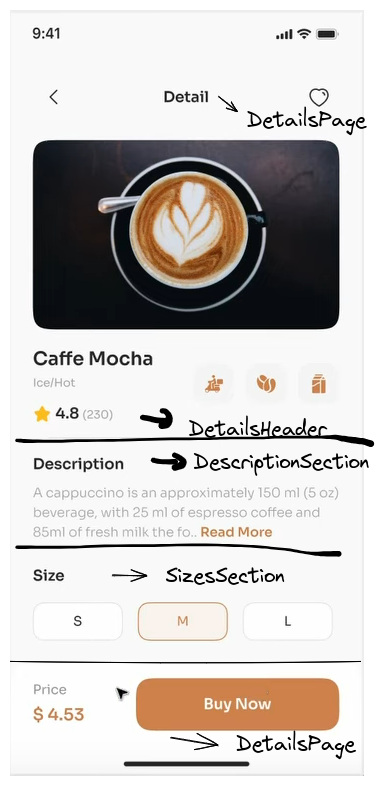 9:41
Detail
DetailsPage
Caffe Mocha
Ice/Hot
4.8 (230)
DetailsHeader
Description
DescriptionSection
A cappuccino is an approximately 150 ml (5 oz)
beverage, with 25 ml of espresso coffee and
85ml of fresh milk the fo.. Read More
Size
SizesSection
S
M
L
Price
$ 4.53
Buy Now
DetailsPage